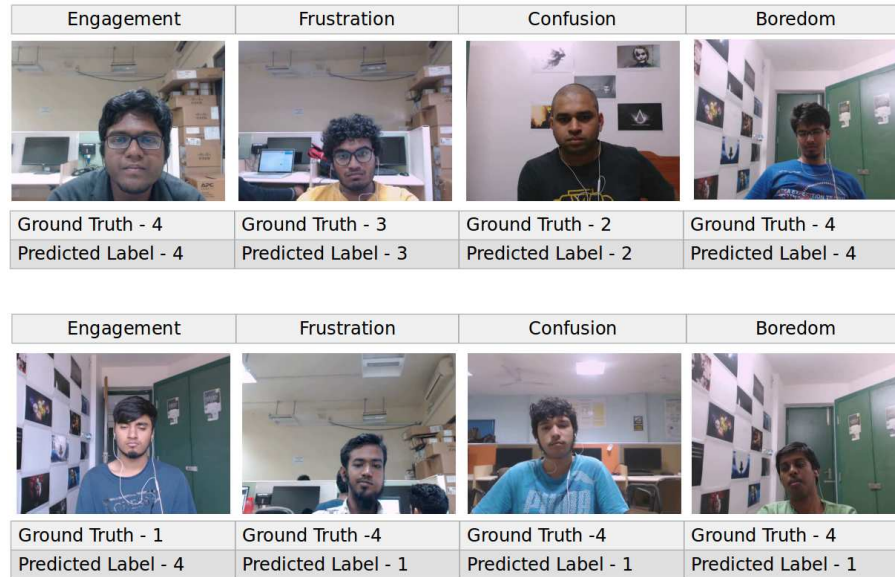 Engagement Frustration Confusion Boredom
APC
Ground Truth - 4 Ground Truth - 3 Ground Truth - 2 Ground Truth - 4
Predicted Label - 4 Predicted Label - 3 Predicted Label - 2 Predicted Label - 4
Engagement Frustration Confusion Boredom
Ground Truth - 1 Ground Truth -4 Ground Truth -4 Ground Truth - 4
Predicted Label - 4 Predicted Label - 1 Predicted Label - 1 Predicted Label - 1